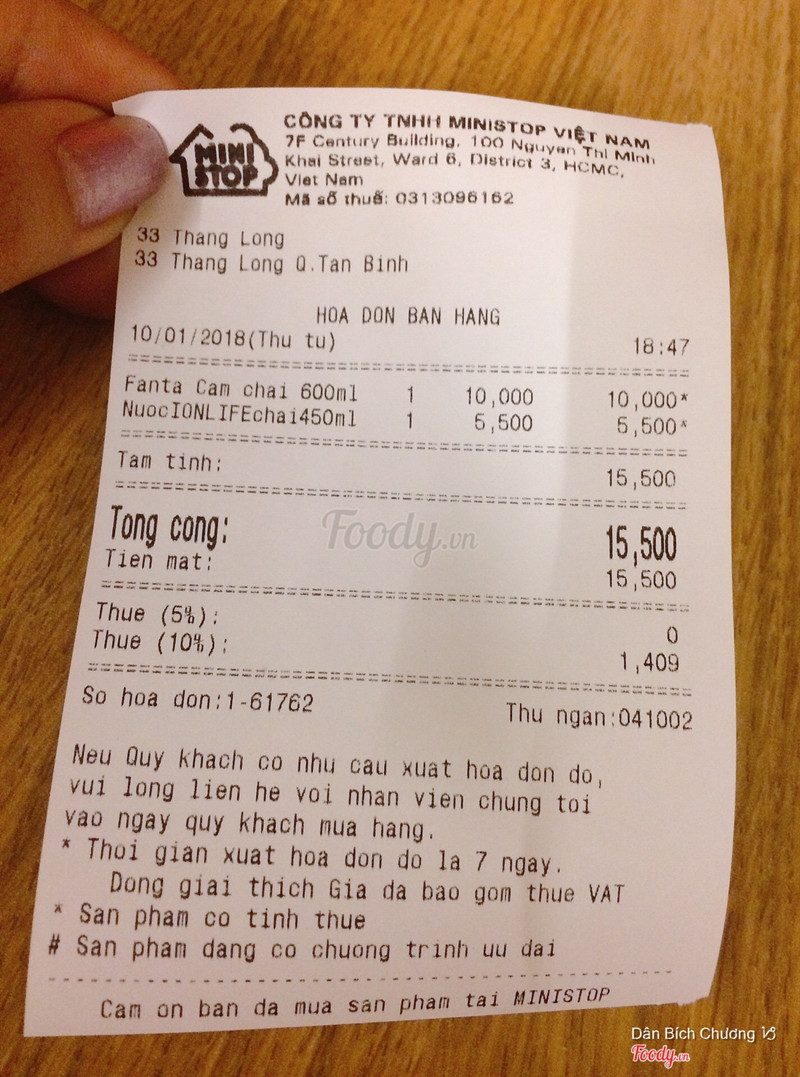 MINI STOP
CÔNG TY TNHH MINISTOP VIỆT NAM
7F Century Building, 100 Nguyen Thi Minh
Khai Street, Ward 6, District 3, HCMC,
Viet Nam
Mã số thuế: 0313096162
33 Thang Long
33 Thang Long Q.Tan Binh
HOA DON BAN HANG
10/01/2018(Thu tu) 18:47
Fanta Cam chai 600ml 1 10,000 10,000*
NuocIONLIFEchai450ml 1 5,500 5,500*
Tam tinh: 15,500
Tong cong: 15,500
Tien mat: 15,500
Thue (5%): 0
Thue (10%): 1,409
So hoa don:1-61762 Thu ngan:041002
Neu Quy khach co nhu cau xuat hoa don do,
vui long lien he voi nhan vien chung toi
vao ngay quy khach mua hang.
* Thoi gian xuat hoa don do la 7 ngay.
Dong giai thich Gia da bao gom thue VAT
* San pham co tinh thue
# San pham dang co chuong trinh uu dai
Cam on ban da mua san pham tai MINISTOP
Foody.vn
Dân Bích Chương
Foody.vn